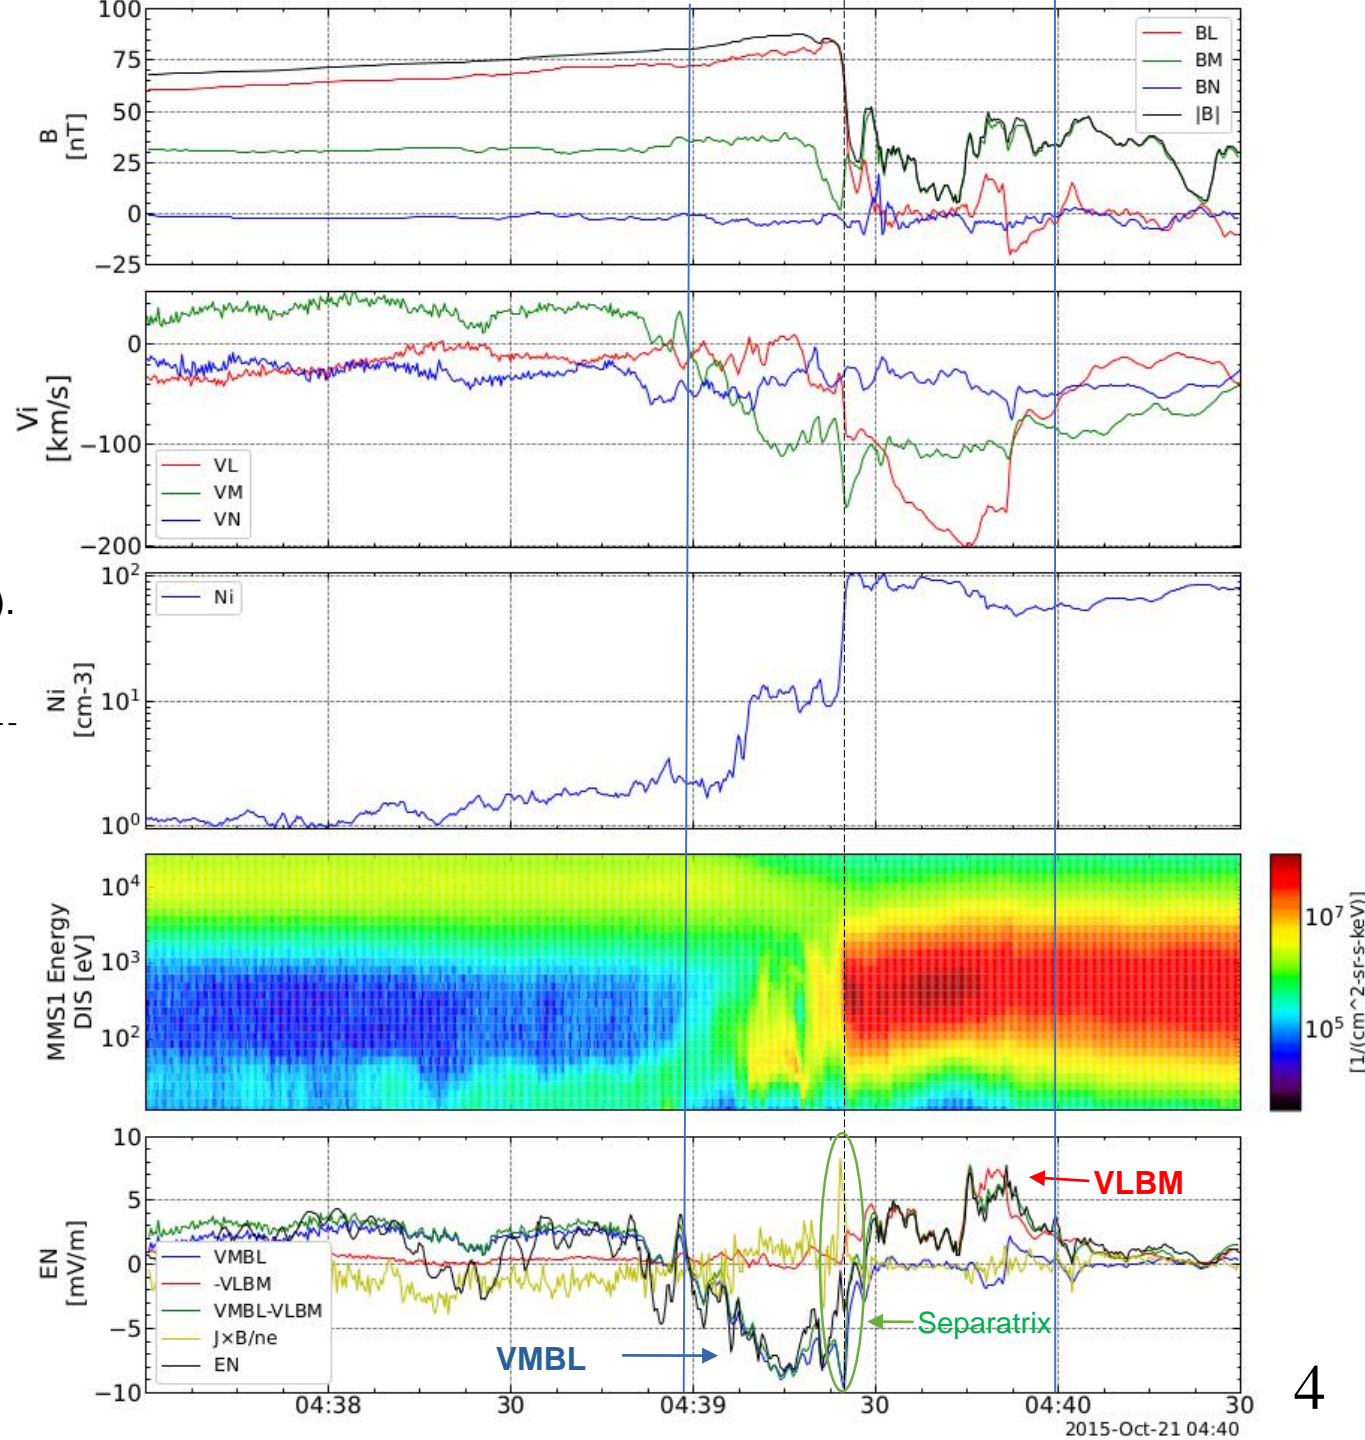 100
75
50
25
0
−25
B
[nT]
BL
BM
BN
|B|
0
−100
−200
Vi
[km/s]
VL
VM
VN
).
10²
10¹
10⁰
Ni
[cm-3]
Ni
--
10⁴
10³
10²
MMS1 Energy
DIS [eV]
10⁷
10⁵
[1/(cm^2-sr-s-keV)]
10
5
0
−5
−10
EN
[mV/m]
VMBL
-VLBM
VMBL-VLBM
J×B/ne
EN
VLBM
Separatrix
VMBL
04:38
30
04:39
30
04:40
30
2015-Oct-21 04:40
4